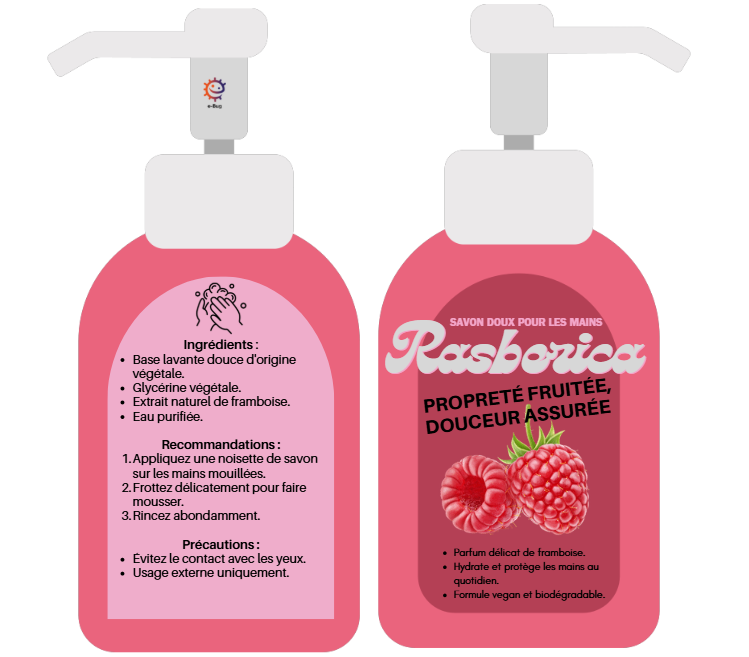 e-Bug
Ingrédients :
• Base lavante douce d'origine
végétale.
• Glycérine végétale.
• Extrait naturel de framboise.
• Eau purifiée.
Recommandations :
1. Appliquez une noisette de savon
sur les mains mouillées.
2. Frottez délicatement pour faire
mousser.
3. Rincez abondamment.
Précautions :
• Évitez le contact avec les yeux.
• Usage externe uniquement.
SAVON DOUX POUR LES MAINS
Rasborica
PROPRETÉ FRUITÉE,
DOUCEUR ASSURÉE
• Parfum délicat de framboise.
• Hydrate et protège les mains au
quotidien.
• Formule vegan et biodégradable.